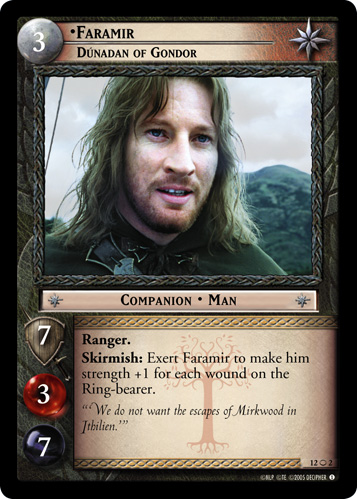 3
•Faramir
Dúnadan of Gondor
Companion • Man
7
3
7
Ranger.
Skirmish: Exert Faramir to make him
strength +1 for each wound on the
Ring-bearer.
“‘We do not want the escapes of Mirkwood in
Ithilien.’”
12 O 2
©NLP ©TE ©2005 DECIPHER